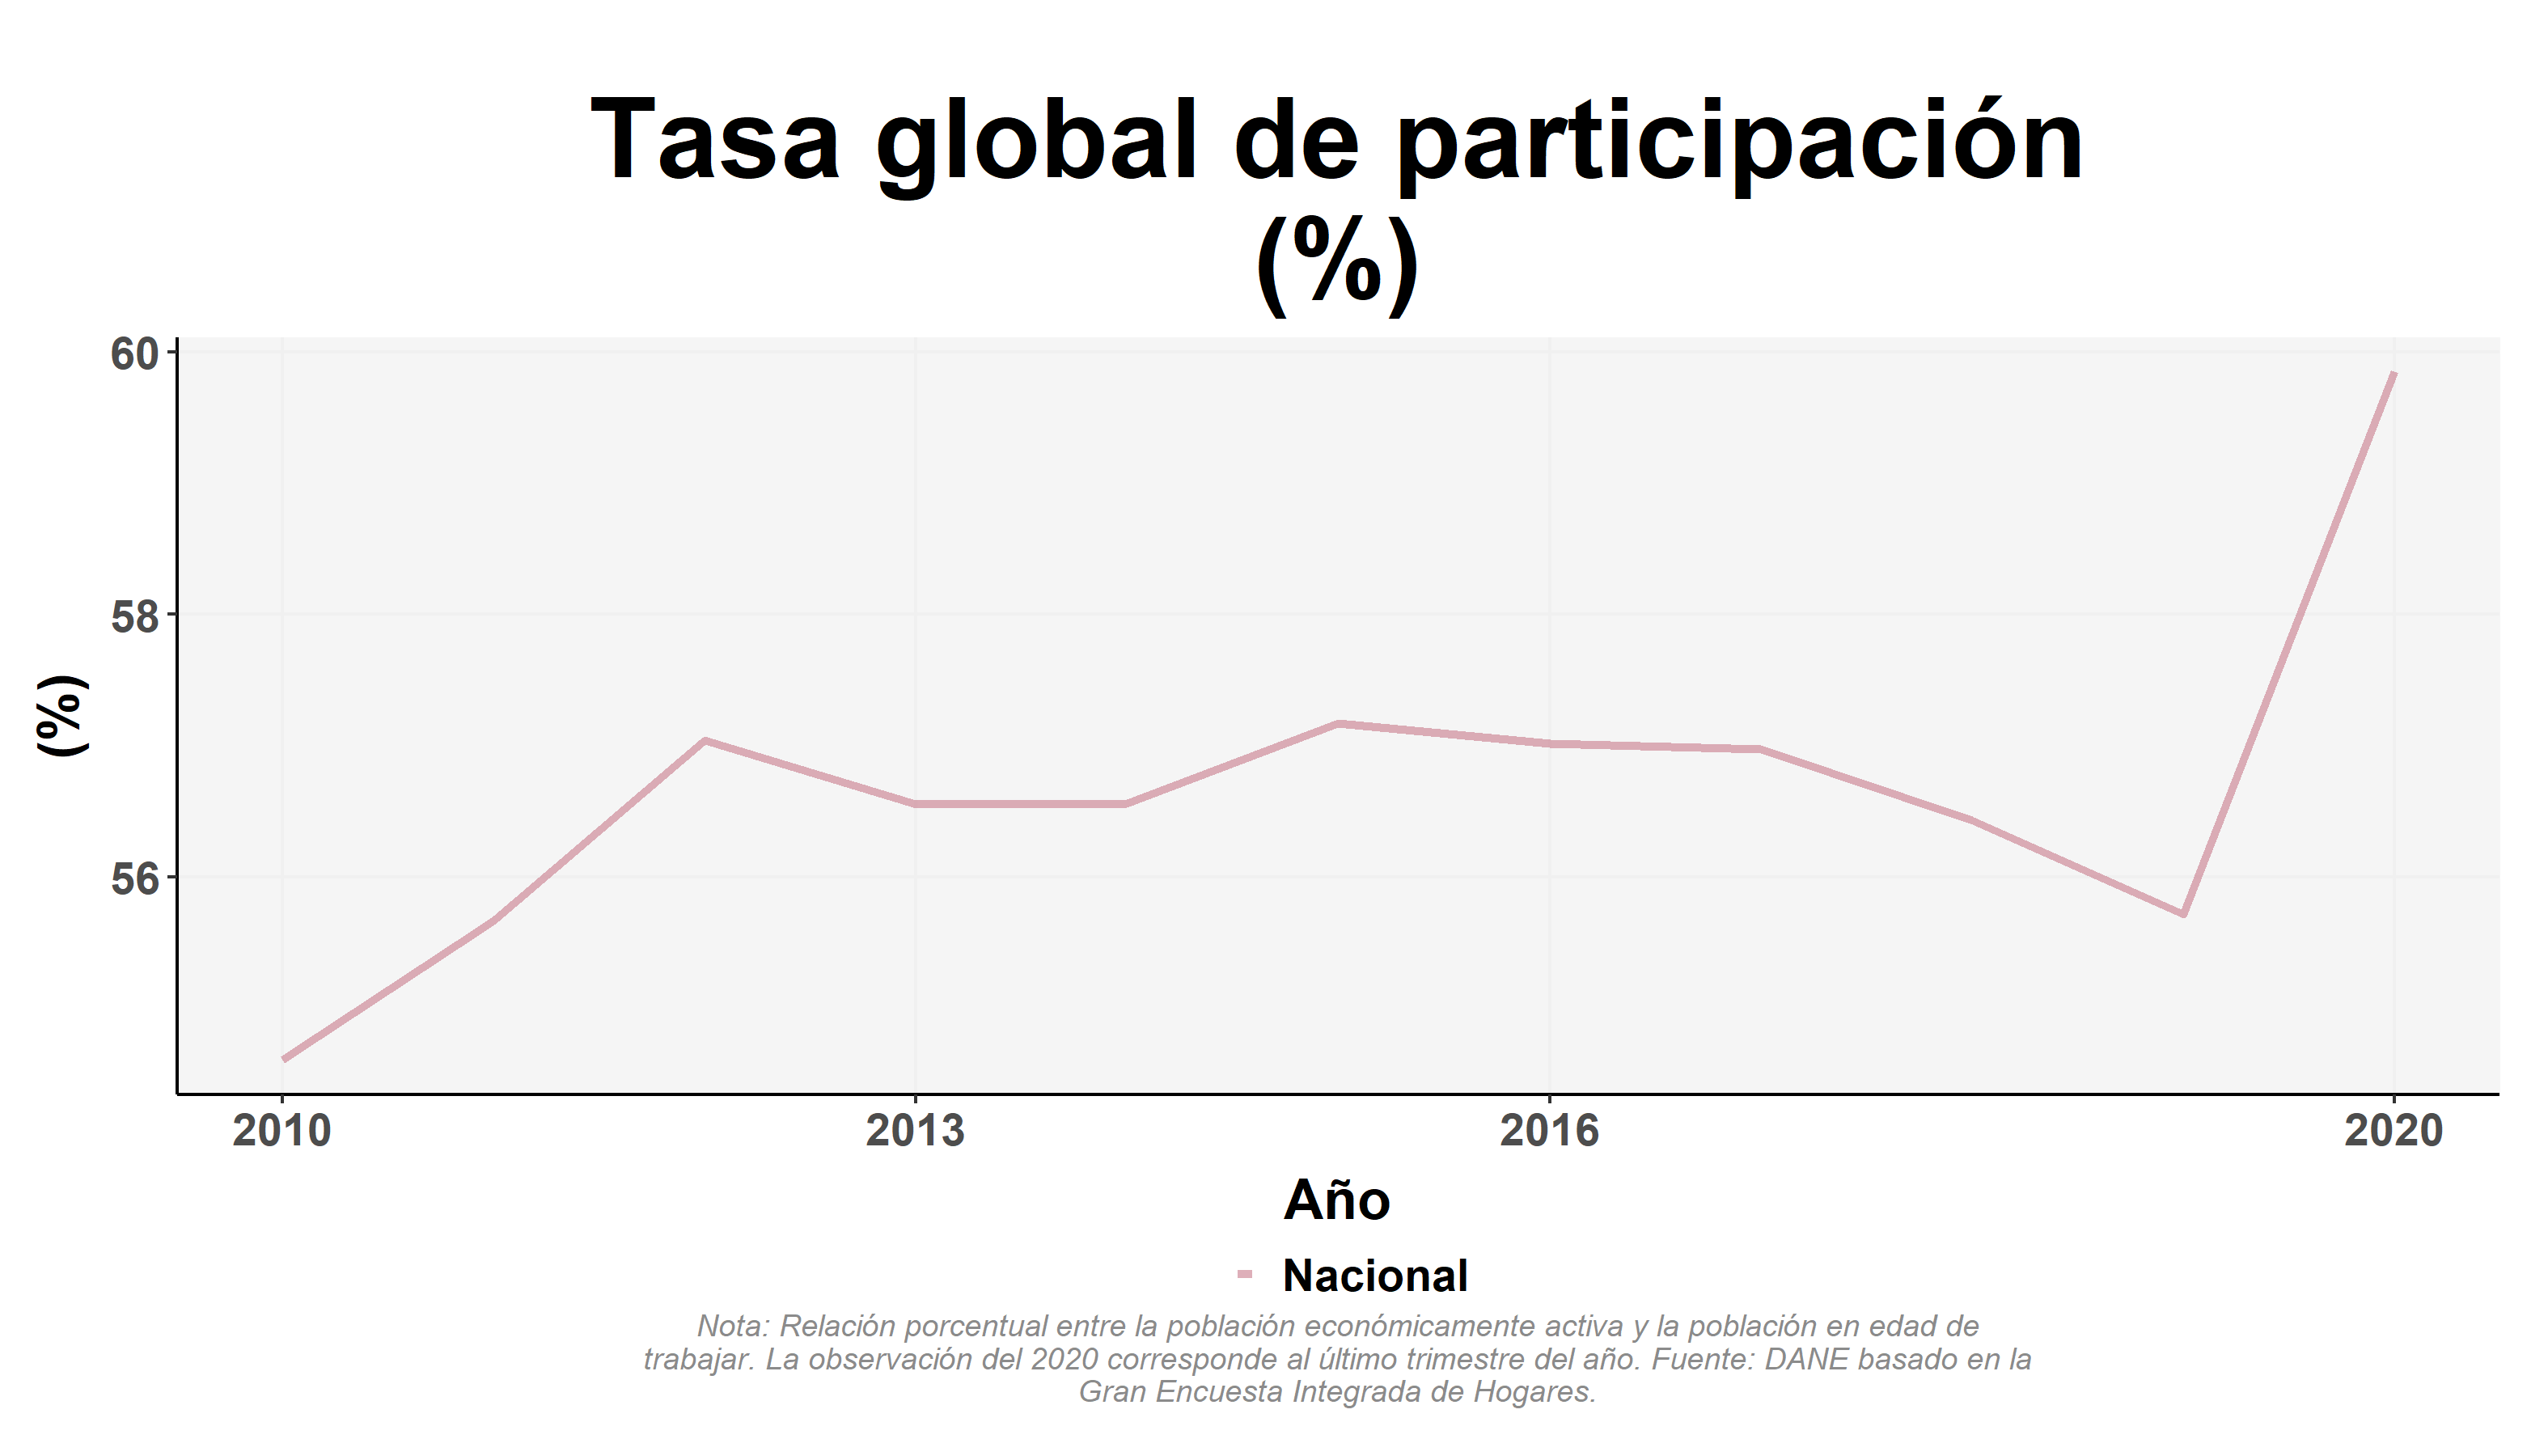 Tasa global de participación
(%)
60
58
56
(%)
2010
2013
2016
2020
Año
Nacional
Nota: Relación porcentual entre la población económicamente activa y la población en edad de
trabajar. La observación del 2020 corresponde al último trimestre del año. Fuente: DANE basado en la
Gran Encuesta Integrada de Hogares.